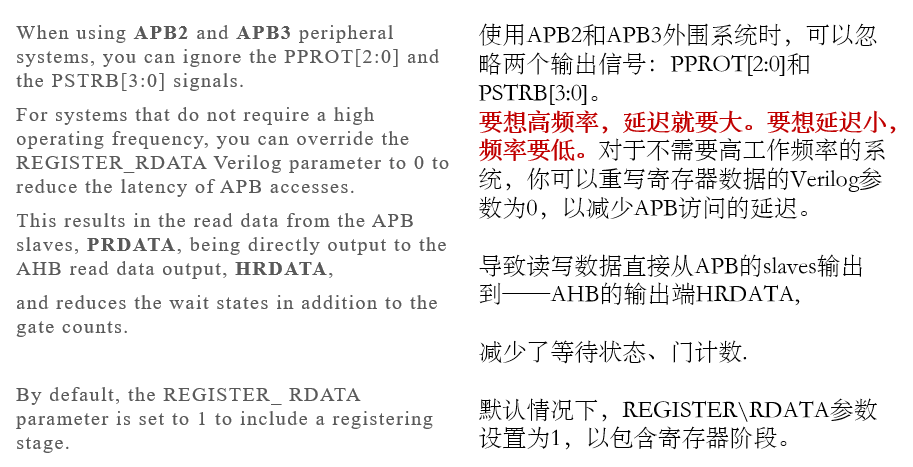 When using APB2 and APB3 peripheral
systems, you can ignore the PPROT[2:0] and
the PSTRB[3:0] signals.
For systems that do not require a high
operating frequency, you can override the
REGISTER_RDATA Verilog parameter to 0 to
reduce the latency of APB accesses.
This results in the read data from the APB
slaves, PRDATA, being directly output to the
AHB read data output, HRDATA,
and reduces the wait states in addition to the
gate counts.
By default, the REGISTER_ RDATA
parameter is set to 1 to include a registering
stage.
使用APB2和APB3外围系统时，可以忽
略两个输出信号：PPROT[2:0]和
PSTRB[3:0]。
要想高频率，延迟就要大。要想延迟小，
频率要低。对于不需要高工作频率的系
统，你可以重写寄存器数据的Verilog参
数为0，以减少APB访问的延迟。
导致读写数据直接从APB的slaves输出
到——AHB的输出端HRDATA,
减少了等待状态、门计数.
默认情况下，REGISTER\RDATA参数
设置为1，以包含寄存器阶段。